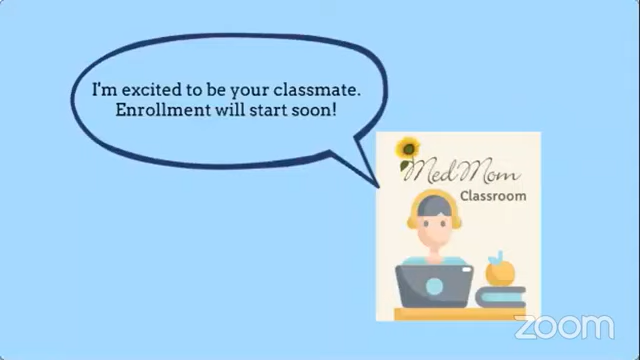 I'm excited to be your classmate.
Enrollment will start soon!
MedMom
Classroom
zoom